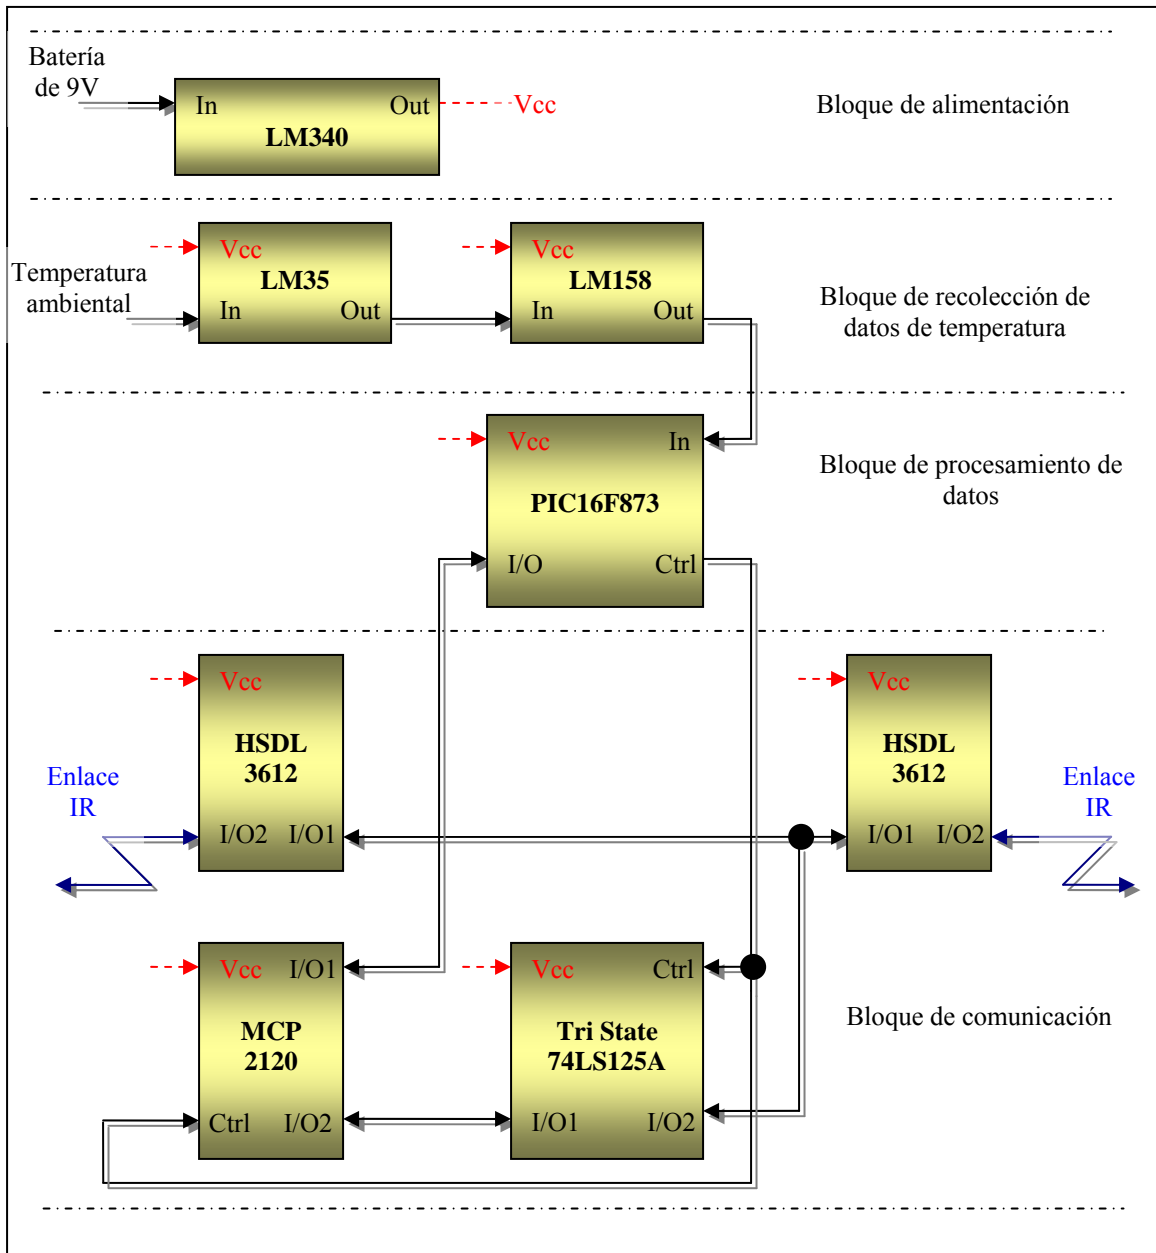 Batería
de 9V
In
Out
LM340
Vcc
Bloque de alimentación
Temperatura
ambiental
Vcc
LM35
In
Out
Vcc
LM158
In
Out
Bloque de recolección de
datos de temperatura
Vcc
In
PIC16F873
I/O
Ctrl
Bloque de procesamiento de
datos
Vcc
HSDL
3612
I/O2
I/O1
Enlace
IR
Vcc
HSDL
3612
I/O1
I/O2
Enlace
IR
Vcc
I/O1
MCP
2120
Ctrl
I/O2
Vcc
Ctrl
Tri State
74LS125A
I/O1
I/O2
Bloque de comunicación